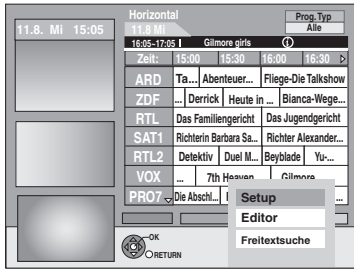 Horizontal
Prog.Typ
11.8. Mi 15:05
11.8 Mi
Alle
16:05-17:05
Gilmore girls
Zeit: 15:00 15:30 16:00 16:30
ARD Ta... Abenteuer... Fliege-Die Talkshow
ZDF ... Derrick Heute in ... Bianca-Wege...
RTL Das Familiengericht Das Jugendgericht
SAT1 Richterin Barbara Sa... Richter Alexander...
RTL2 Detektiv Duel M... Beyblade Yu-...
VOX ... 7th Heaven Gilmore
PRO7 Die Abschl...
Setup
Editor
Freitextsuche
OK
RETURN